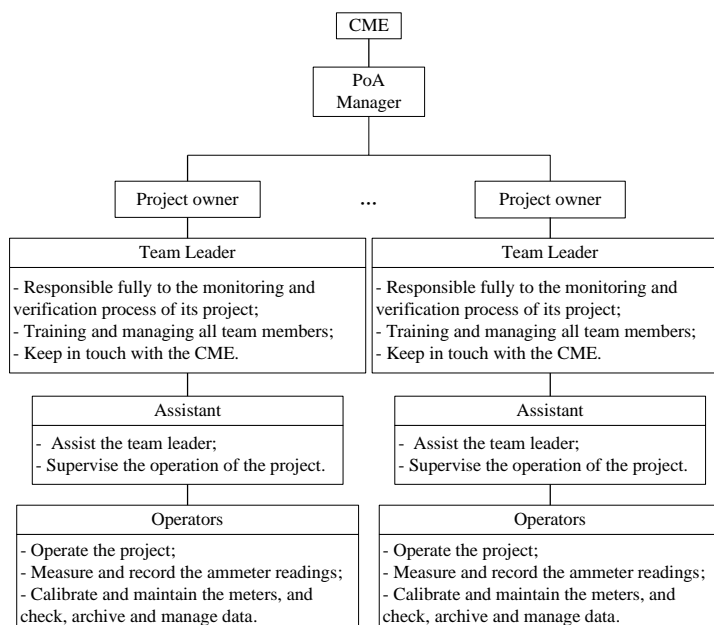 CME
PoA
Manager
Project owner
...
Project owner
Team Leader
- Responsible fully to the monitoring and
verification process of its project;
- Training and managing all team members;
- Keep in touch with the CME.
Team Leader
- Responsible fully to the monitoring and
verification process of its project;
- Training and managing all team members;
- Keep in touch with the CME.
Assistant
- Assist the team leader;
- Supervise the operation of the project.
Assistant
- Assist the team leader;
- Supervise the operation of the project.
Operators
- Operate the project;
- Measure and record the ammeter readings;
- Calibrate and maintain the meters, and
check, archive and manage data.
Operators
- Operate the project;
- Measure and record the ammeter readings;
- Calibrate and maintain the meters, and
check, archive and manage data.